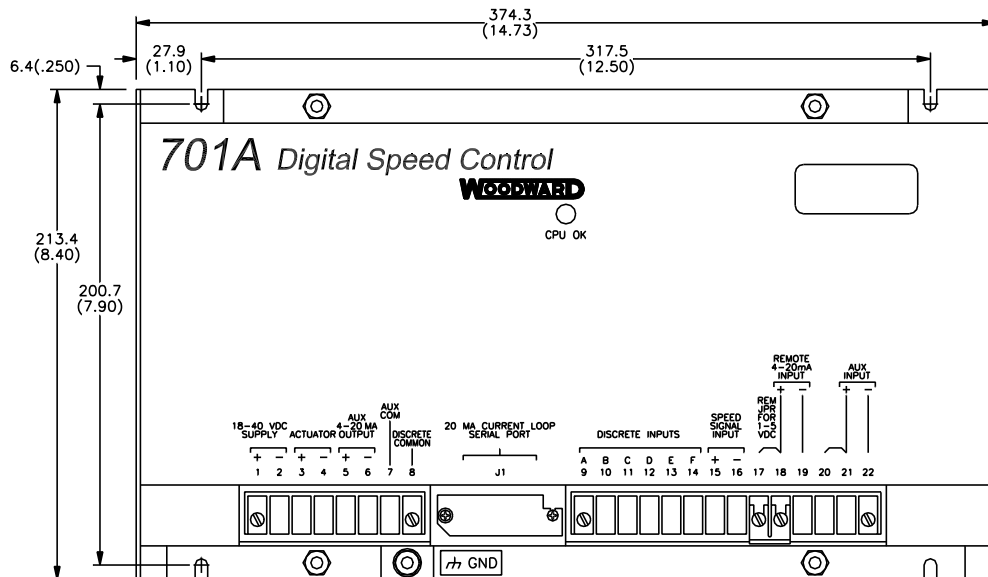 374.3
(14.73)
27.9
(1.10)
317.5
(12.50)
6.4(.250)
701A Digital Speed Control
WOODWARD
CPU OK
213.4
(8.40)
200.7
(7.90)
REMOTE
4-20mA
INPUT
+ −
AUX
INPUT
+ −
18-40 VDC
SUPPLY
ACTUATOR
AUX
4-20 MA
OUTPUT
AUX
COM
DISCRETE
COMMON
20 MA CURRENT LOOP
SERIAL PORT
DISCRETE INPUTS
SPEED
SIGNAL
INPUT
REM
JPR
FOR
1-5
VDC
+ − + − + − J1 A B C D E F + −
1 2 3 4 5 6 7 8 9 10 11 12 13 14 15 16 17 18 19 20 21 22
GND